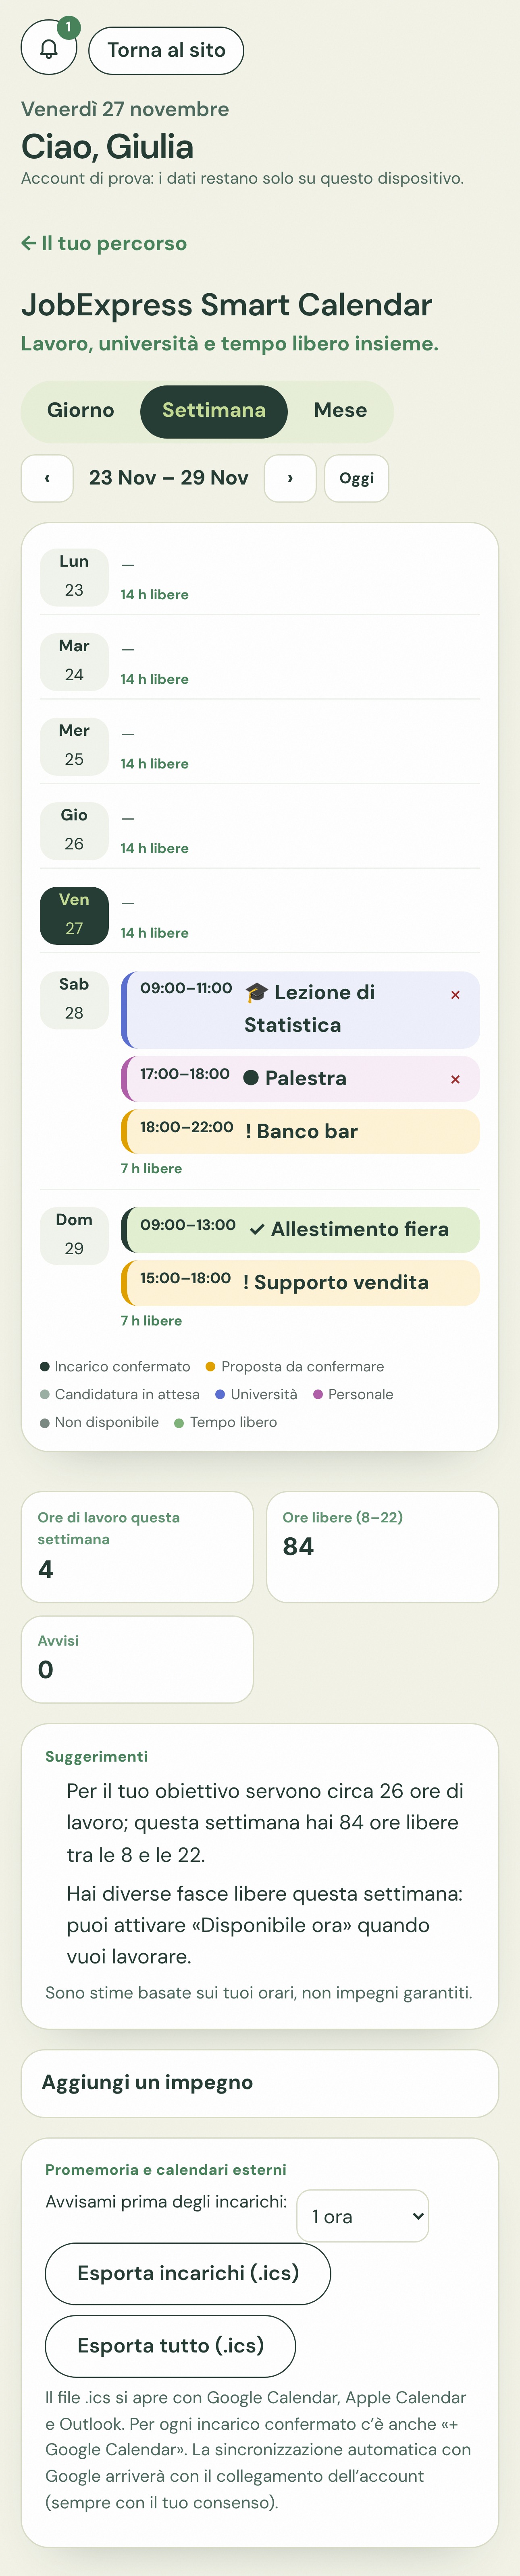 1
Torna al sito
Venerdì 27 novembre
Ciao, Giulia
Account di prova: i dati restano solo su questo dispositivo.
← Il tuo percorso
JobExpress Smart Calendar
Lavoro, università e tempo libero insieme.
Giorno Settimana Mese
‹ 23 Nov – 29 Nov › Oggi
Lun
23
—
14 h libere
Mar
24
—
14 h libere
Mer
25
—
14 h libere
Gio
26
—
14 h libere
Ven
27
—
14 h libere
Sab
28
09:00–11:00 🎓 Lezione di
Statistica
×
17:00–18:00 ● Palestra ×
18:00–22:00 ! Banco bar
7 h libere
Dom
29
09:00–13:00 ✓ Allestimento fiera
15:00–18:00 ! Supporto vendita
7 h libere
Incarico confermato Proposta da confermare
Candidatura in attesa Università Personale
Non disponibile Tempo libero
Ore di lavoro questa
settimana
4
Ore libere (8–22)
84
Avvisi
0
Suggerimenti
Per il tuo obiettivo servono circa 26 ore di
lavoro; questa settimana hai 84 ore libere
tra le 8 e le 22.
Hai diverse fasce libere questa settimana:
puoi attivare «Disponibile ora» quando
vuoi lavorare.
Sono stime basate sui tuoi orari, non impegni garantiti.
Aggiungi un impegno
Promemoria e calendari esterni
Avvisami prima degli incarichi: 1 ora
Esporta incarichi (.ics)
Esporta tutto (.ics)
Il file .ics si apre con Google Calendar, Apple Calendar
e Outlook. Per ogni incarico confermato c’è anche «+
Google Calendar». La sincronizzazione automatica con
Google arriverà con il collegamento dell’account
(sempre con il tuo consenso).